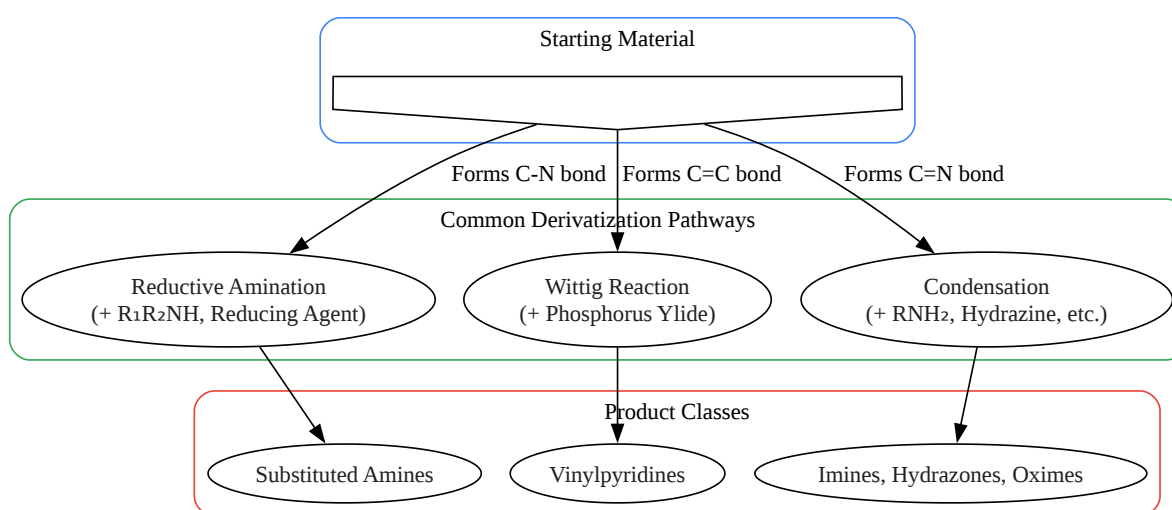 Starting Material
Forms C-N bond
Forms C=C bond
Forms C=N bond
Common Derivatization Pathways
Reductive Amination
(+ R₁R₂NH, Reducing Agent)
Wittig Reaction
(+ Phosphorus Ylide)
Condensation
(+ RNH₂, Hydrazine, etc.)
Product Classes
Substituted Amines
Vinylpyridines
Imines, Hydrazones, Oximes